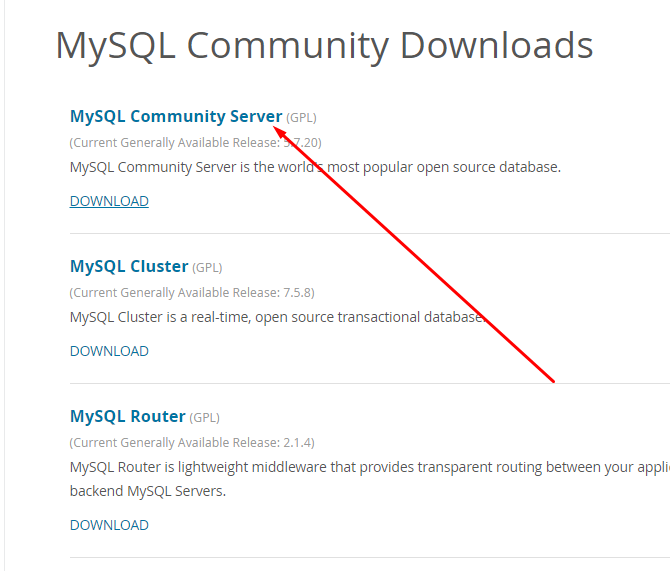 MySQL Community Downloads
MySQL Community Server (GPL)
(Current Generally Available Release: 5.7.20)
MySQL Community Server is the world's most popular open source database.
DOWNLOAD
MySQL Cluster (GPL)
(Current Generally Available Release: 7.5.8)
MySQL Cluster is a real-time, open source transactional database.
DOWNLOAD
MySQL Router (GPL)
(Current Generally Available Release: 2.1.4)
MySQL Router is lightweight middleware that provides transparent routing between your appli
backend MySQL Servers.
DOWNLOAD